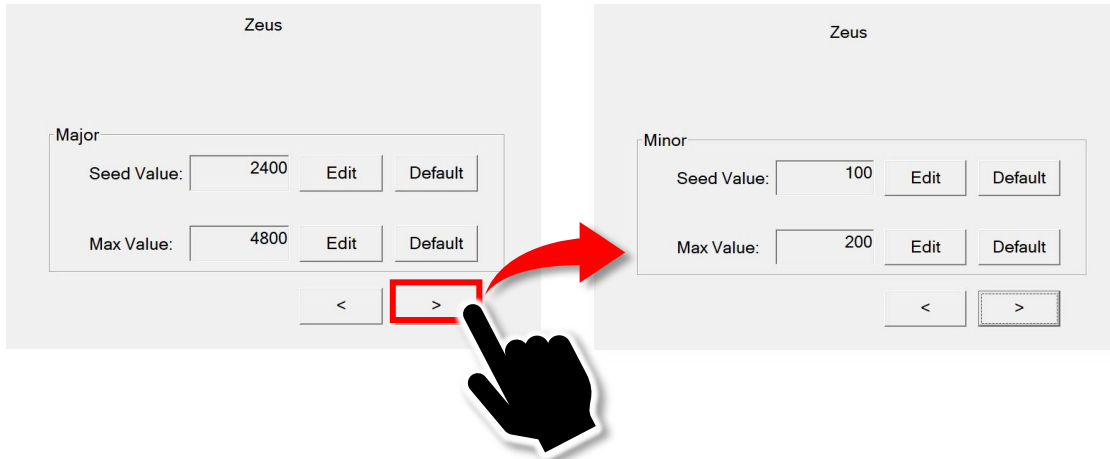 Zeus
Major
Seed Value: 2400 Edit Default
Max Value: 4800 Edit Default
< >
Zeus
Minor
Seed Value: 100 Edit Default
Max Value: 200 Edit Default
< >